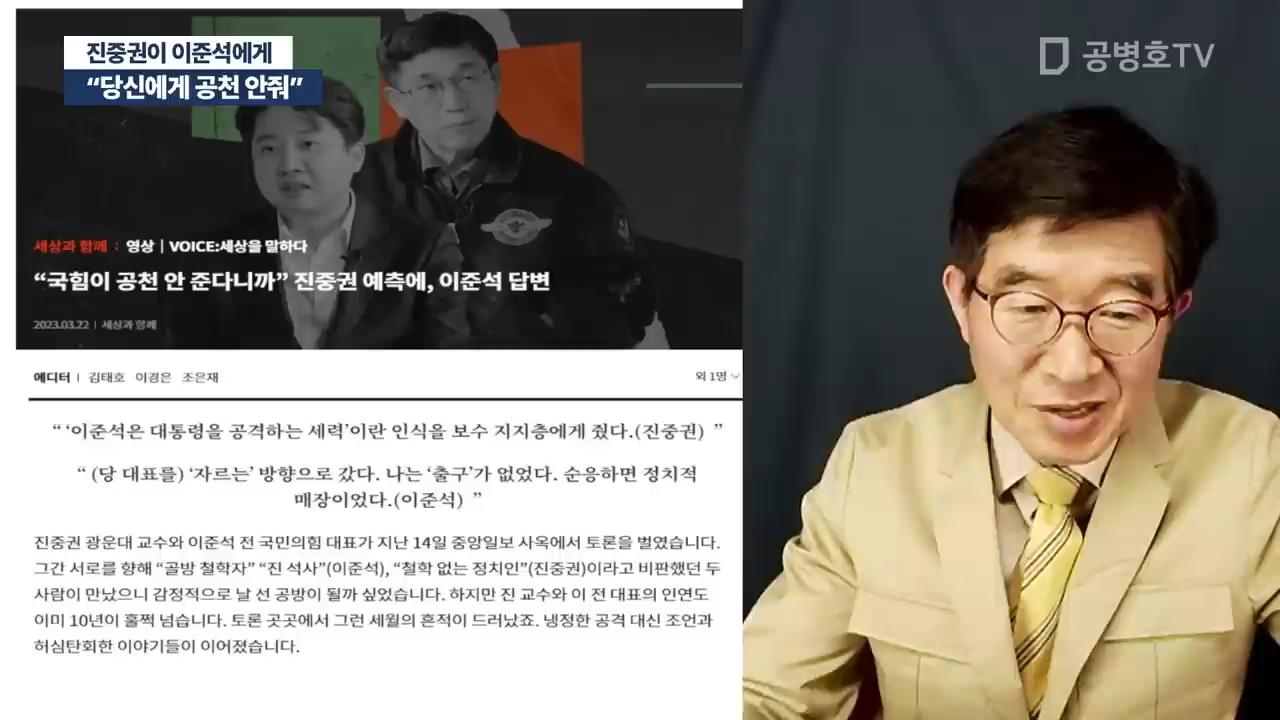 진중권이 이준석에게
“당신에게 공천 안줘”
공병호TV
세상과 함께 : 영상 | VOICE:세상을 말하다
“국힘이 공천 안 준다니까” 진중권 예측에, 이준석 답변
2023.03.22 | 세상과 함께
에디터 | 김태호 이경은 조은재
외 1명
“ ‘이준석은 대통령을 공격하는 세력’이란 인식을 보수 지지층에게 줬다.(진중권) ”
“ (당 대표를) ‘자르는’ 방향으로 갔다. 나는 ‘출구’가 없었다. 순응하면 정치적
매장이었다.(이준석) ”
진중권 광운대 교수와 이준석 전 국민의힘 대표가 지난 14일 중앙일보 사옥에서 토론을 벌였습니다.
그간 서로를 향해 “골방 철학자” “진 석사”(이준석), “철학 없는 정치인”(진중권)이라고 비판했던 두
사람이 만났으니 감정적으로 날 선 공방이 될까 싶었습니다. 하지만 진 교수와 이 전 대표의 인연도
이미 10년이 훌쩍 넘습니다. 토론 곳곳에서 그런 세월의 흔적이 드러났죠. 냉정한 공격 대신 조언과
허심탄회한 이야기들이 이어졌습니다.